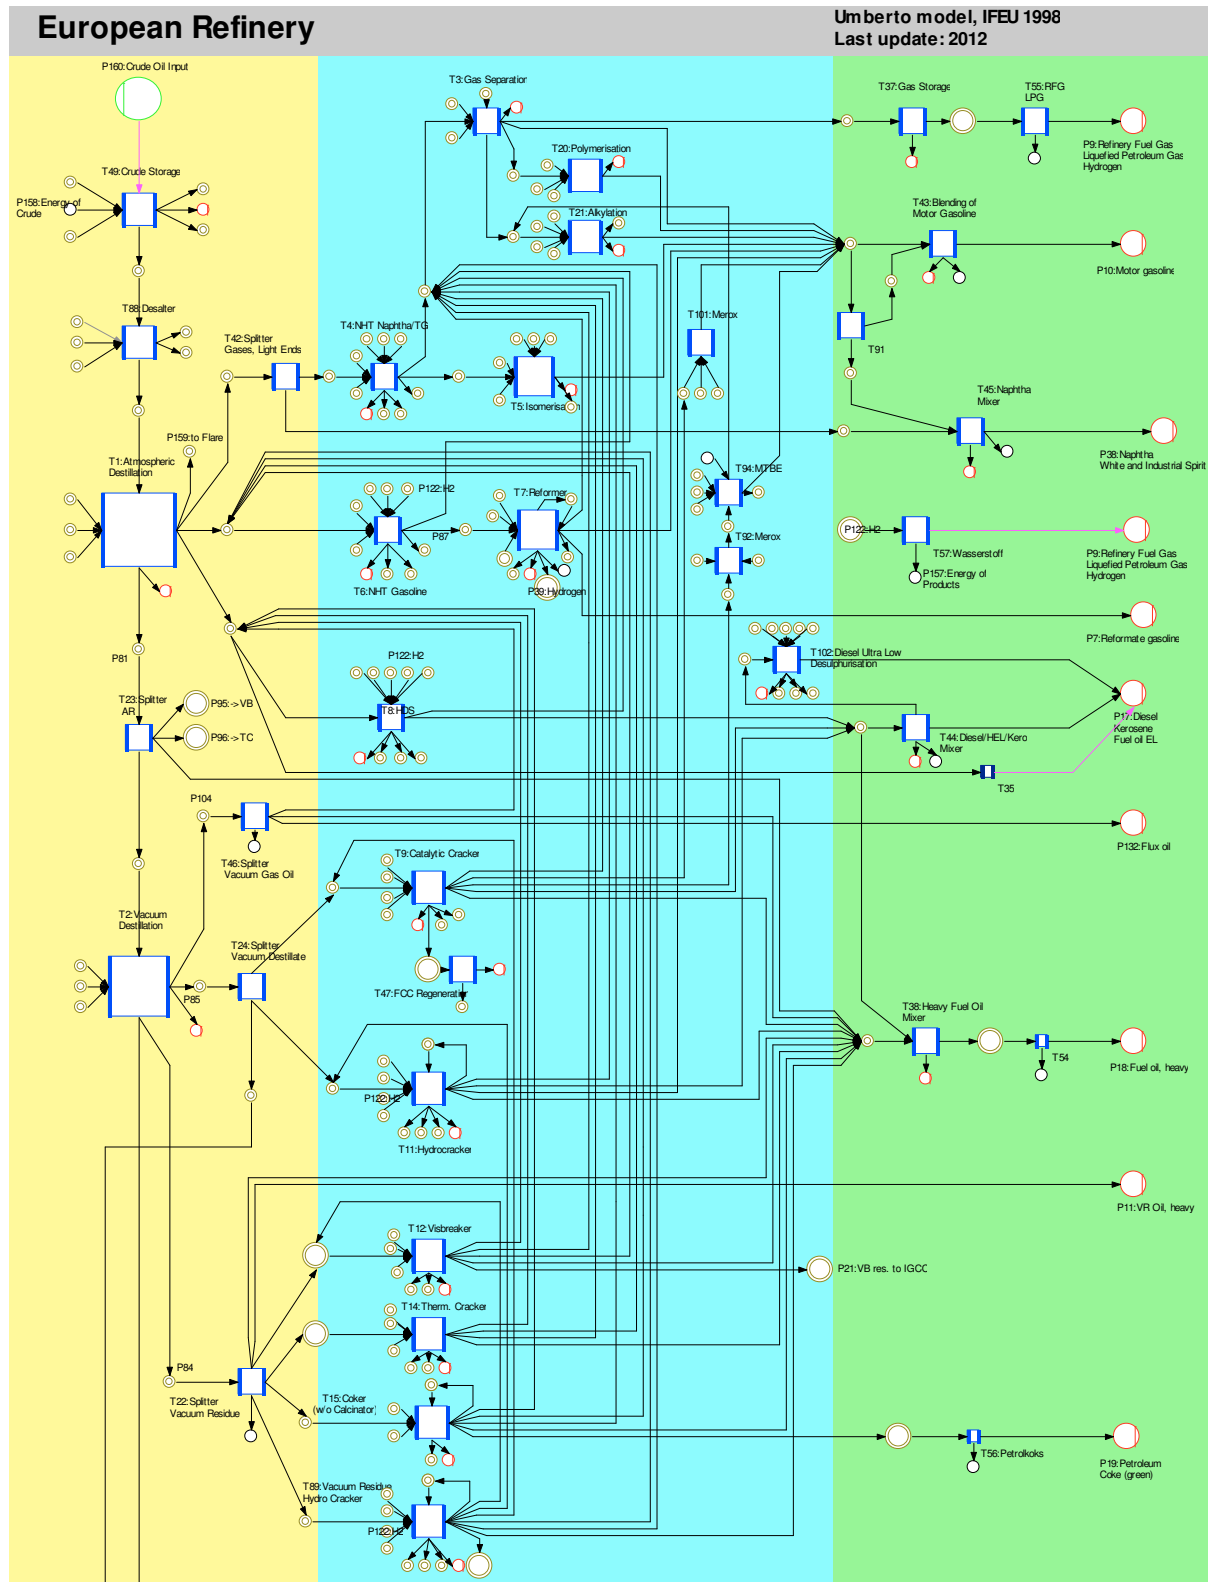 European Refinery
Umberto model, IFEU 1998
Last update: 2012
P160:Crude Oil Input
T49:Crude Storage
P158:Energy of
Crude
T88:Desalter
T42:Splitter
Gases, Light Ends
P159:to Flare
T1:Atmospheric
Destillation
P81
T23:Splitter
AR
P95:->VB
P96:->TC
P104
T46:Splitter
Vacuum Gas Oil
T2:Vacuum
Destillation
T24:Splitter
Vacuum Destillate
P85
P84
T22:Splitter
Vacuum Residue
T3:Gas Separation
T20:Polymerisation
T21:Alkylation
T4:NHT Naphtha/TG
T5:Isomerisation
T101:Merox
P122:H2
T7:Reformer
P87
T6:NHT Gasoline
P39:Hydrogen
T94:MTBE
T92:Merox
P122:H2
T8:HDS
T102:Diesel Ultra Low
Desulphurisation
T9:Catalytic Cracker
T47:FCC Regeneration
P122:H2
T11:Hydrocracker
T12:Visbreaker
T14:Therm. Cracker
T15:Coker
(w/o Calcinator)
T89:Vacuum Residue
Hydro Cracker
P122:H2
T37:Gas Storage
T55:RFG
LPG
P9:Refinery Fuel Gas
Liquefied Petroleum Gas
Hydrogen
T43:Blending of
Motor Gasoline
P10:Motor gasoline
T91
T45:Naphtha
Mixer
P38:Naphtha
White and Industrial Spirit
P122:H2
T57:Wasserstoff
P157:Energy of
Products
P9:Refinery Fuel Gas
Liquefied Petroleum Gas
Hydrogen
P7:Reformate gasoline
P17:Diesel
Kerosene
Fuel oil EL
T44:Diesel/HEL/Kero
Mixer
T35
P132:Flux oil
T38:Heavy Fuel Oil
Mixer
T54
P18:Fuel oil, heavy
P11:VR Oil, heavy
P21:VB res. to IGCC
T56:Petrolkoks
P19:Petroleum
Coke (green)